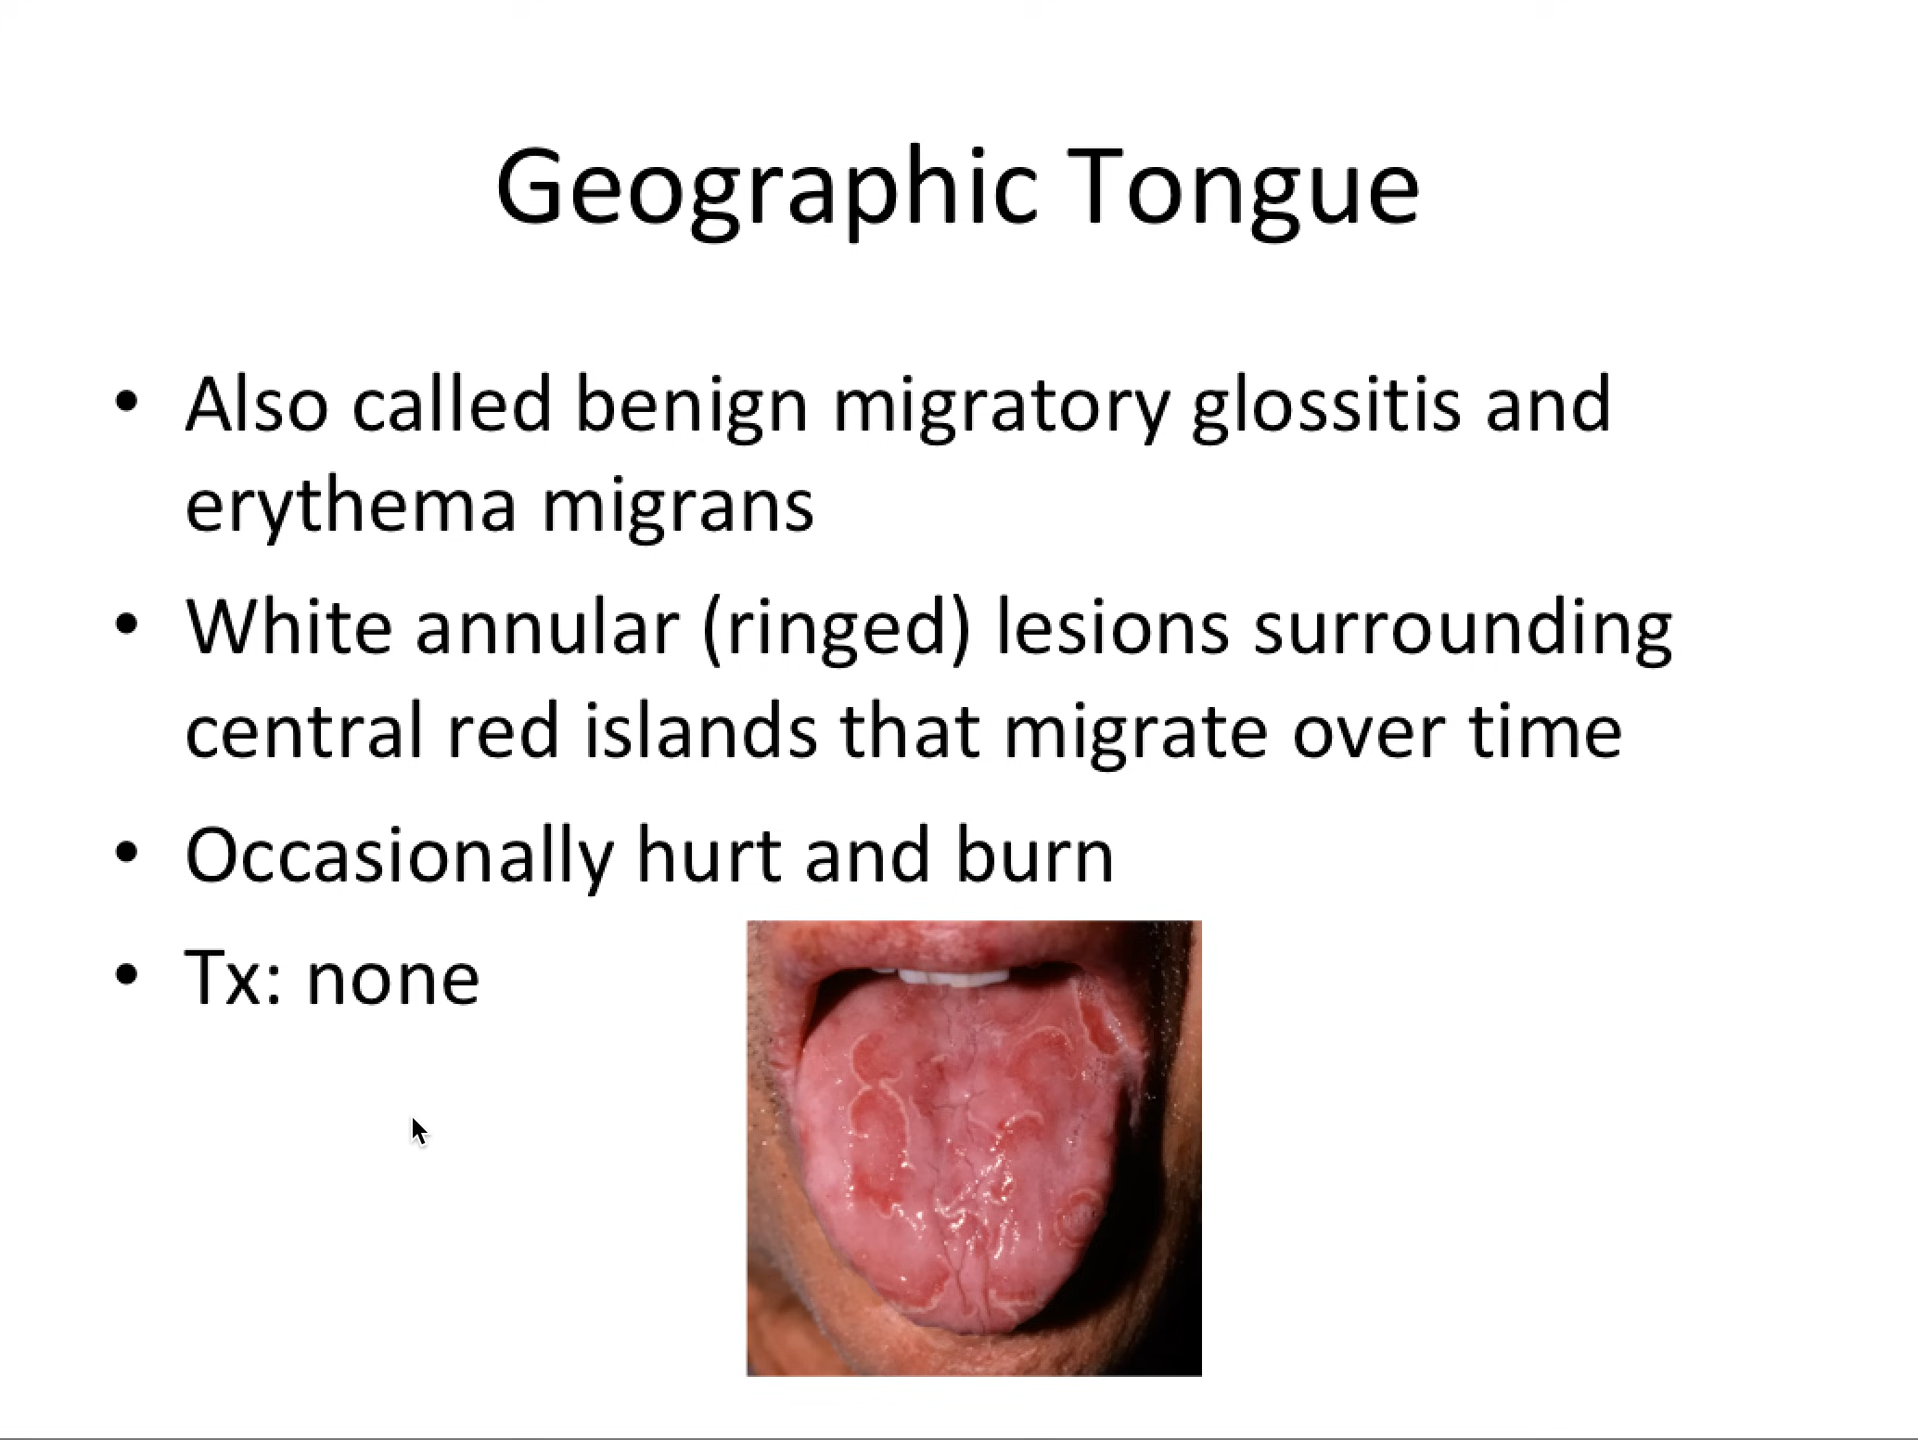 Geographic Tongue
• Also called benign migratory glossitis and
erythema migrans
• White annular (ringed) lesions surrounding
central red islands that migrate over time
• Occasionally hurt and burn
• Tx: none